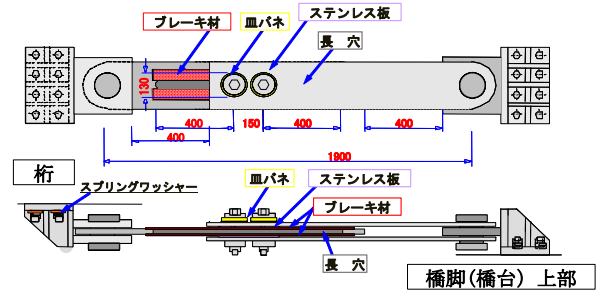 ステンレス板
ブレーキ材
皿バネ
長 穴
130
400
150
400
400
400
1900
桁
スプリングワッシャー
皿バネ
ステンレス板
ブレーキ材
長 穴
橋脚(橋台) 上部